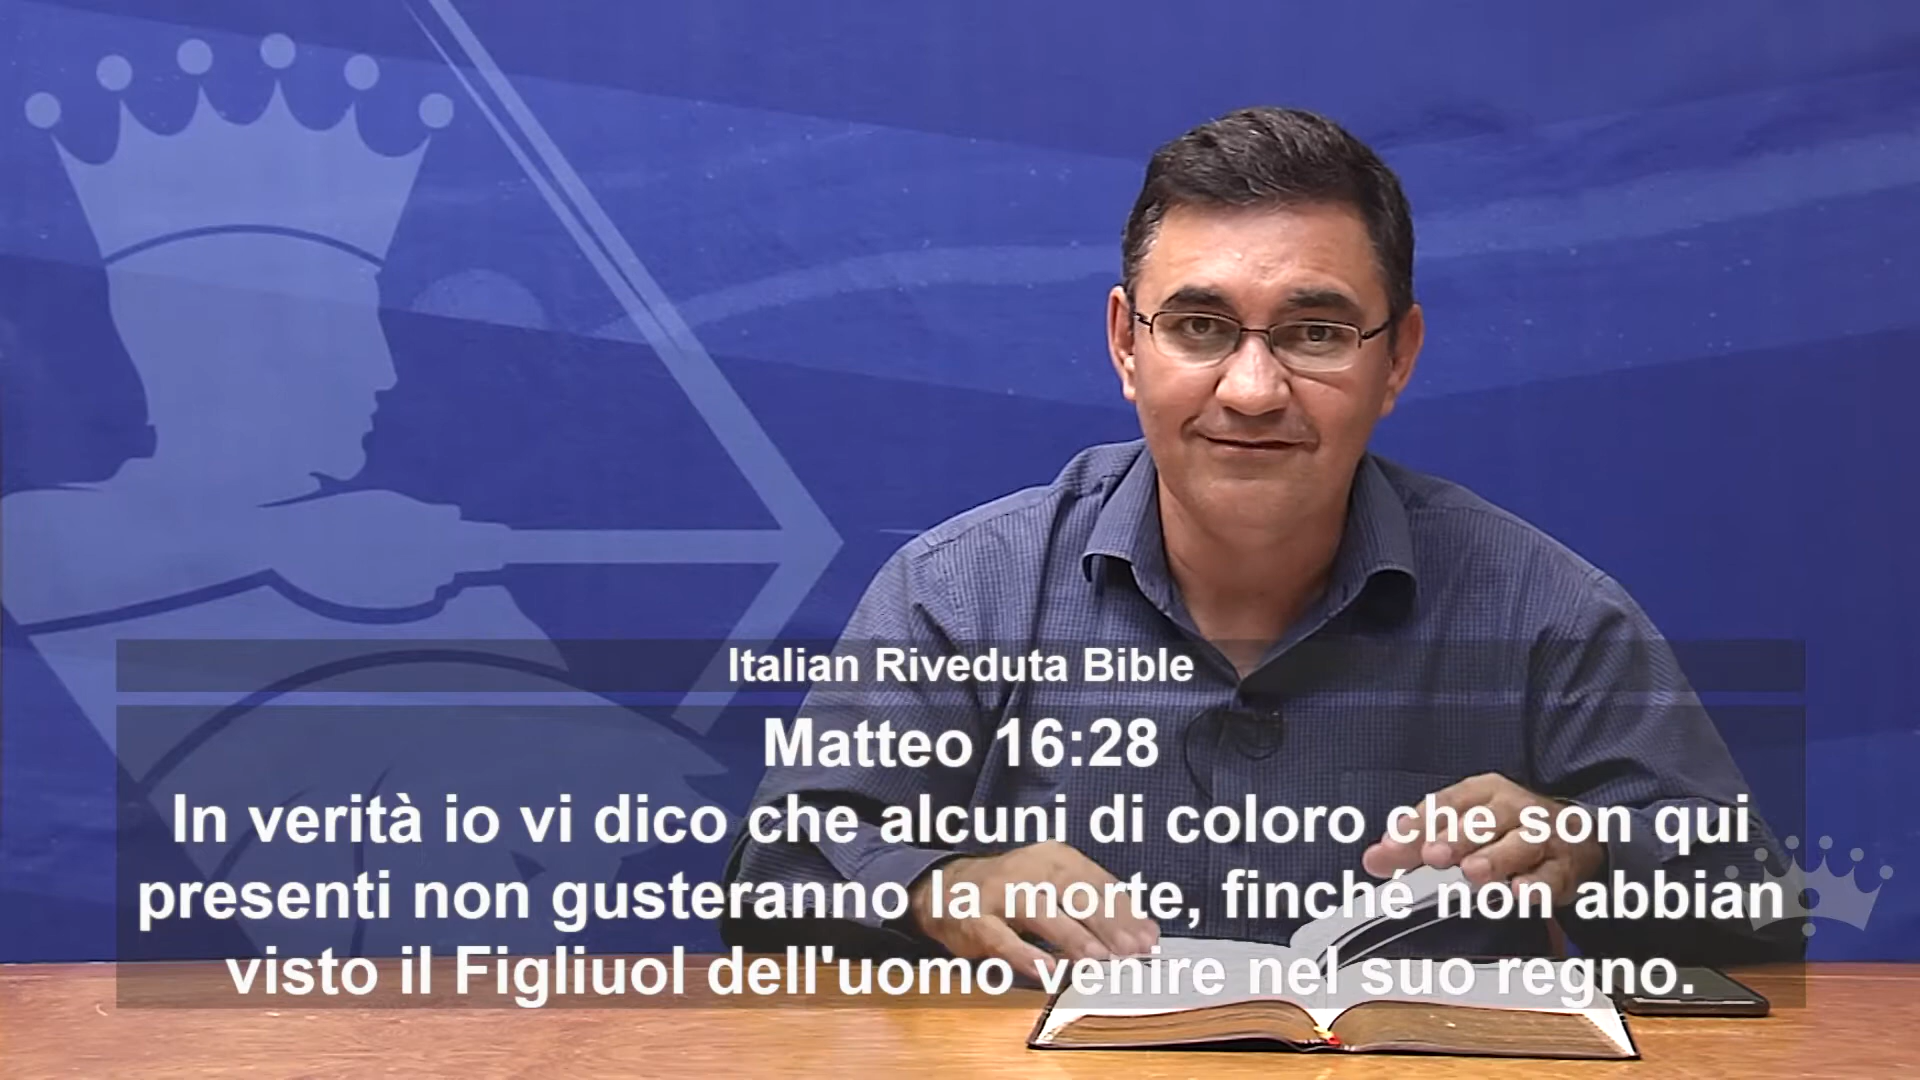 Italian Riveduta Bible
Matteo 16:28
In verità io vi dico che alcuni di coloro che son qui
presenti non gusteranno la morte, finché non abbian
visto il Figliuol dell'uomo venire nel suo regno.